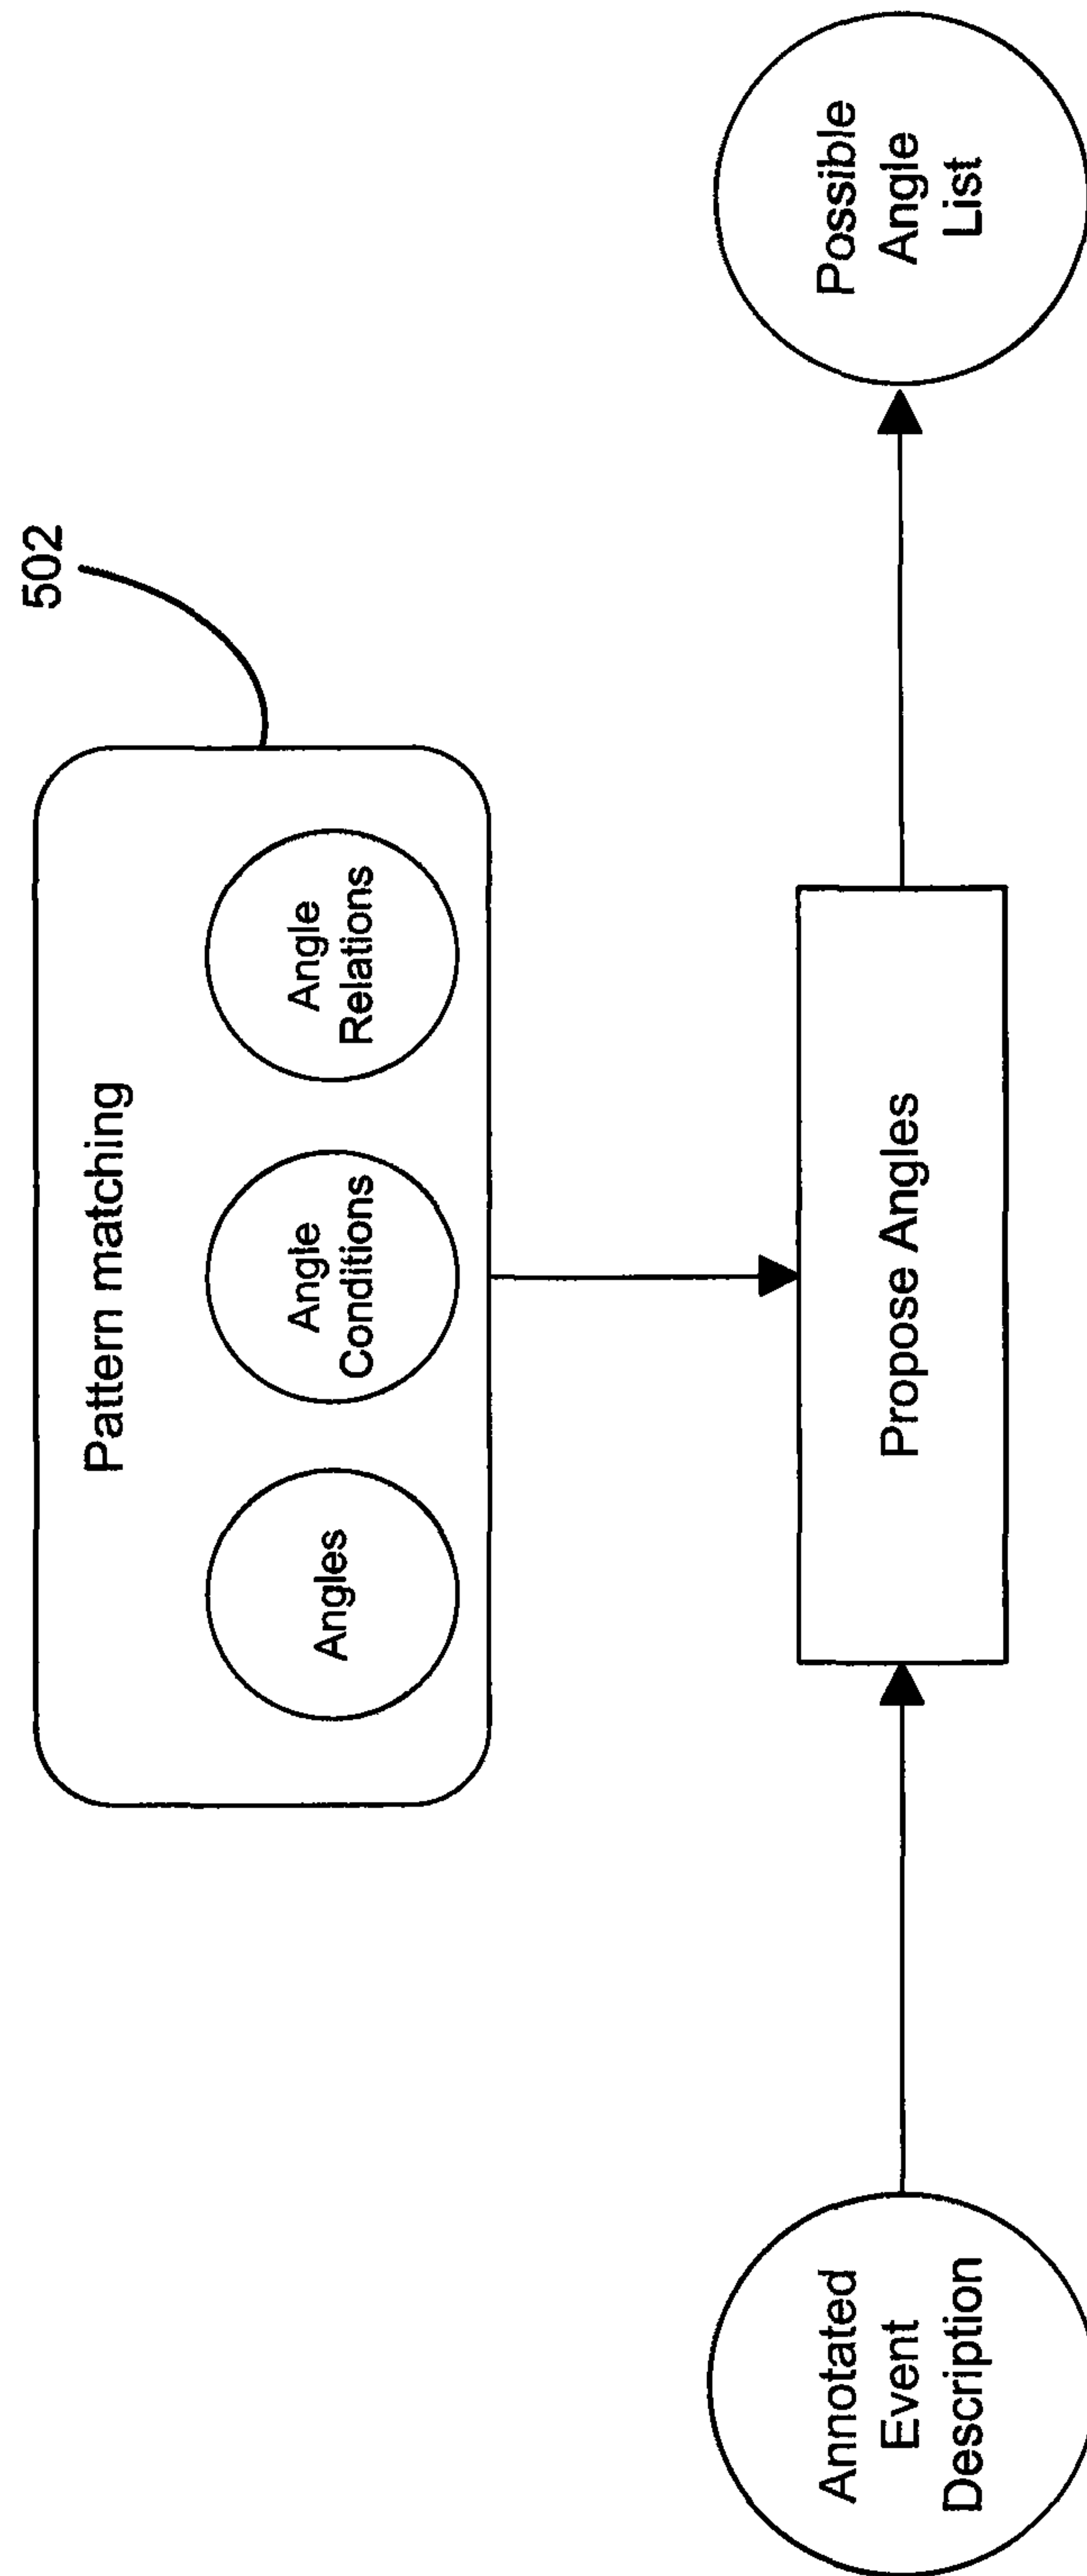 502
Pattern matching
Angles
Angle
Conditions
Angle
Relations
Annotated
Event
Description
Propose Angles
Possible
Angle
List